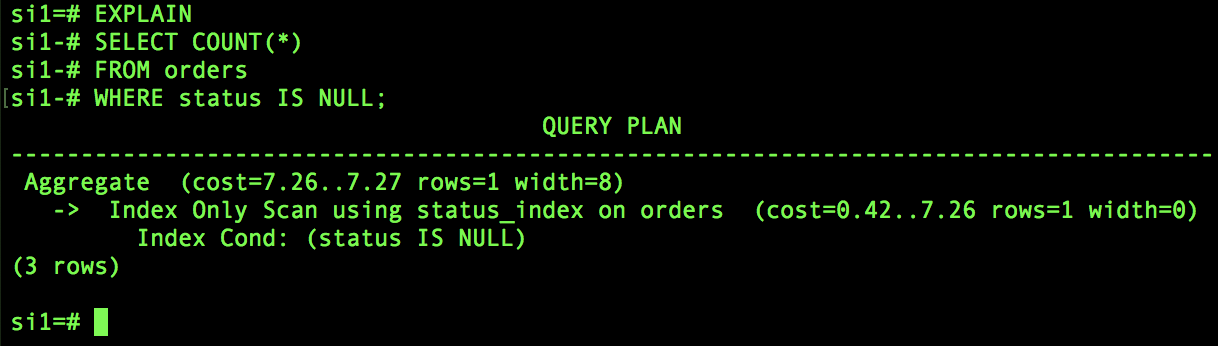 si1=# EXPLAIN
si1-# SELECT COUNT(*)
si1-# FROM orders
[si1-# WHERE status IS NULL;
QUERY PLAN
--------------------------------------------------------------------------------------
Aggregate  (cost=7.26..7.27 rows=1 width=8)
  ->  Index Only Scan using status_index on orders  (cost=0.42..7.26 rows=1 width=0)
        Index Cond: (status IS NULL)
(3 rows)
si1=#